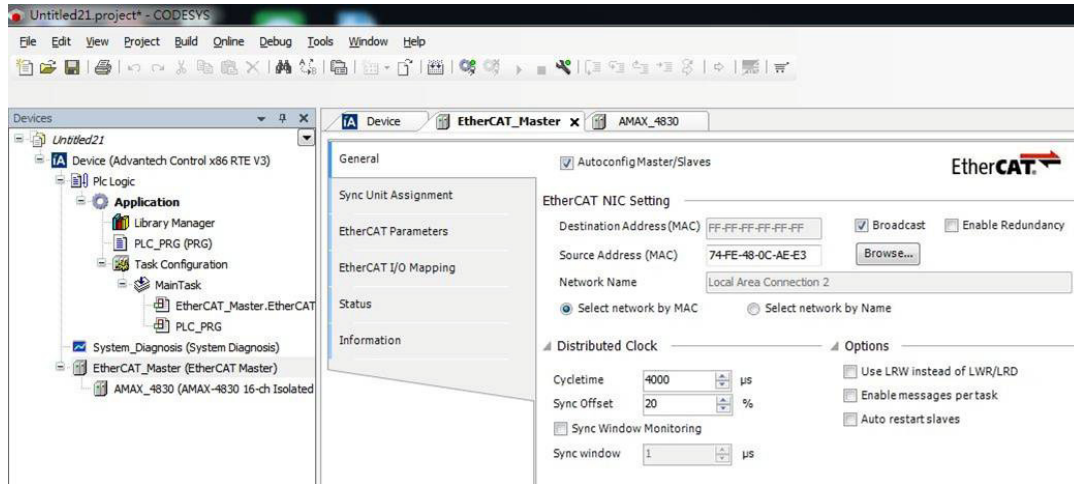 Untitled21.project* - CODESYS
File Edit View Project Build Online Debug Tools Window Help
Devices
Untitled21
Device (Advantech Control x86 RTE V3)
Plc Logic
Application
Library Manager
PLC_PRG (PRG)
Task Configuration
MainTask
EtherCAT_Master.EtherCAT
PLC_PRG
System_Diagnosis (System Diagnosis)
EtherCAT_Master (EtherCAT Master)
AMAX_4830 (AMAX-4830 16-ch Isolated
iA Device EtherCAT_Master AMAX_4830
General
Sync Unit Assignment
EtherCAT Parameters
EtherCAT I/O Mapping
Status
Information
Autoconfig Master/Slaves
EtherCAT
EtherCAT NIC Setting
Destination Address (MAC) FF-FF-FF-FF-FF-FF Broadcast Enable Redundancy
Source Address (MAC) 74-FE-48-0C-AE-E3 Browse...
Network Name Local Area Connection 2
Select network by MAC Select network by Name
Distributed Clock
Cycletime 4000 µs
Sync Offset 20 %
Sync Window Monitoring
Sync window 1 µs
Options
Use LRW instead of LWR/LRD
Enable messages per task
Auto restart slaves